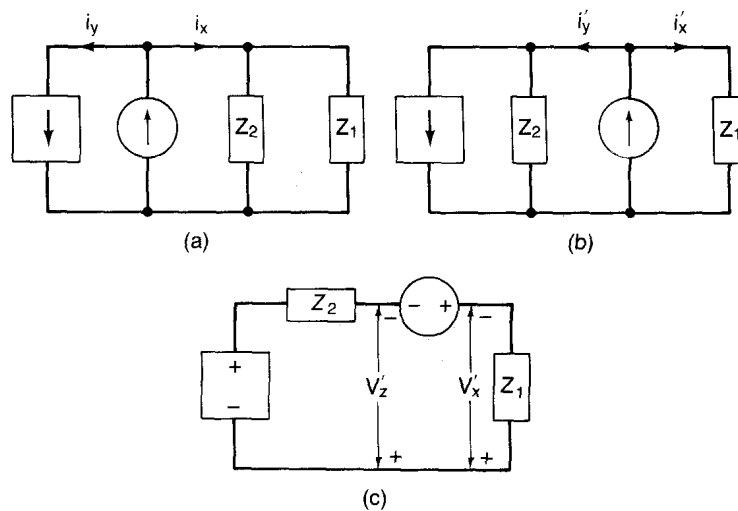 i_y i_x
Z_2 Z_1
(a)
i'_y i'_x
Z_2 Z_1
(b)
Z_2
− +
− −
+
−
V'_z V'_x Z_1
+ +
(c)